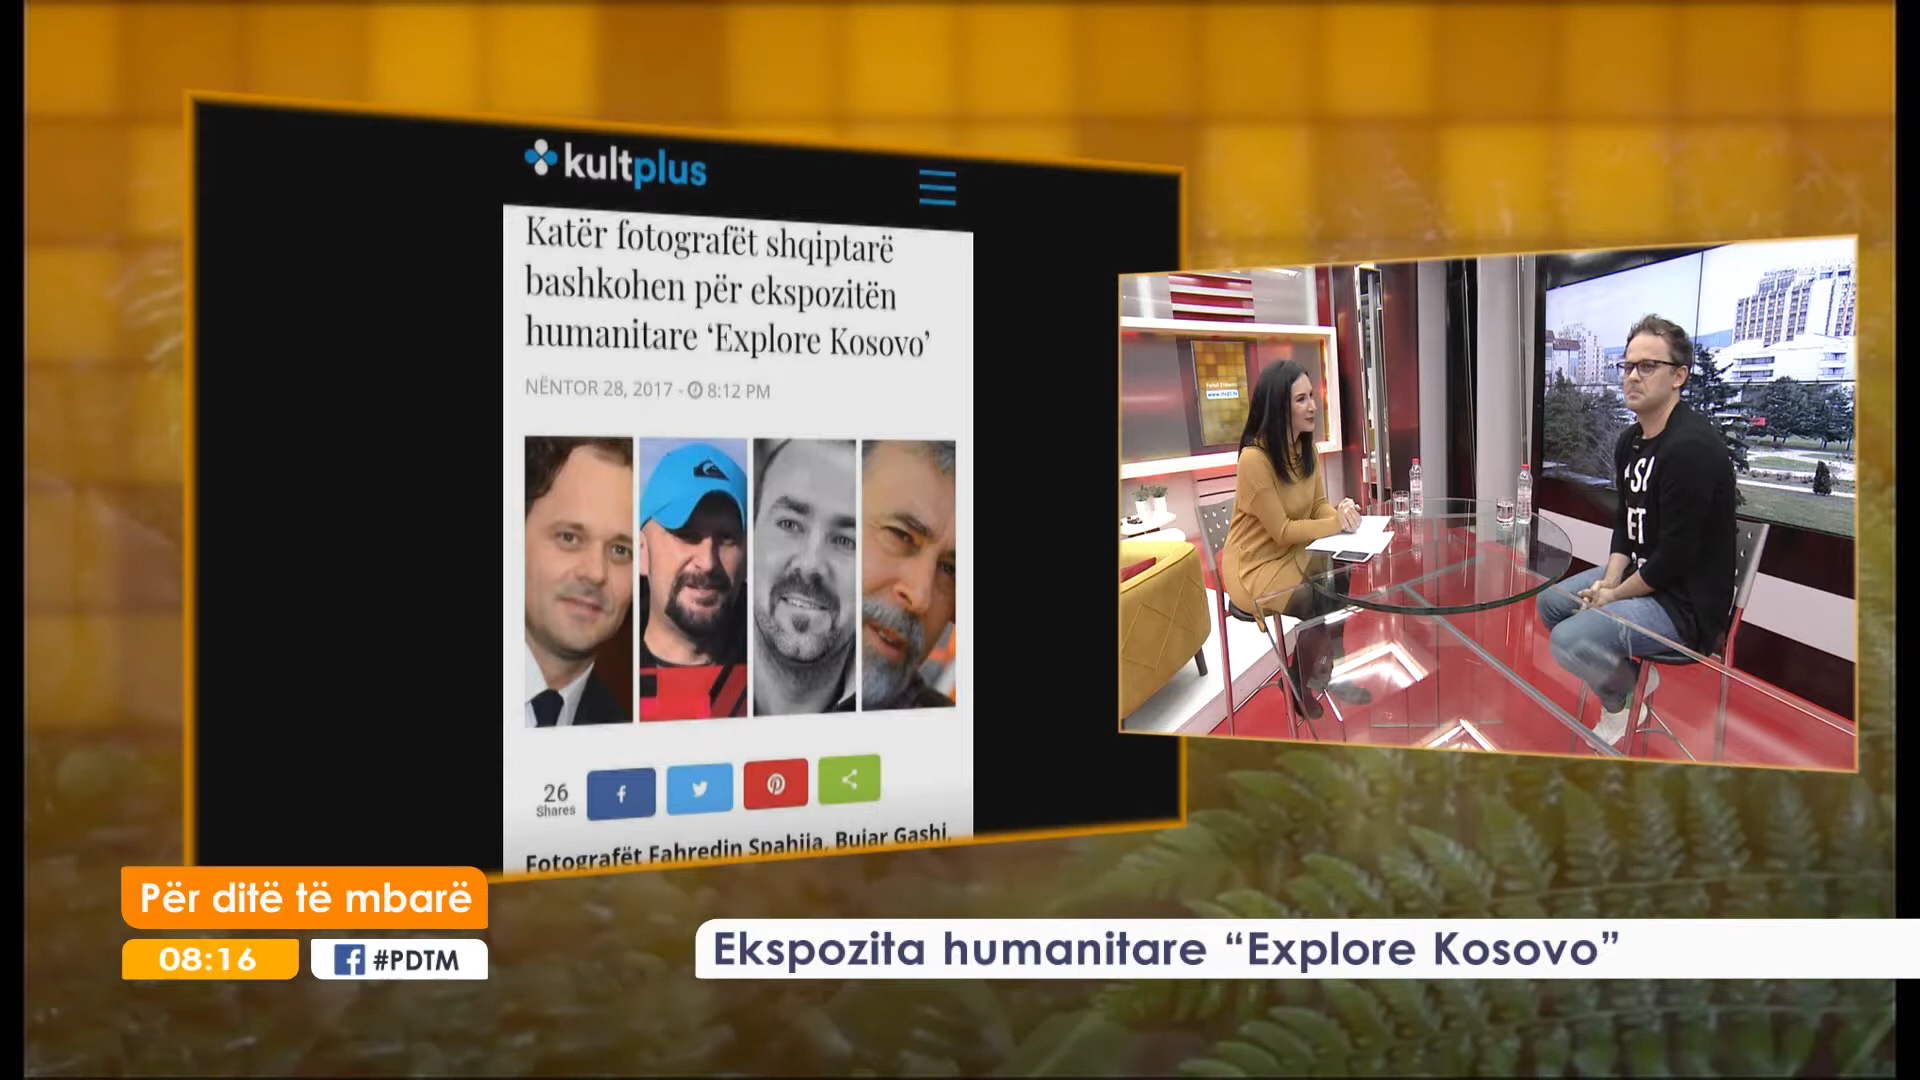 kultplus
Katër fotografët shqiptarë
bashkohen për ekspozitën
humanitare ‘Explore Kosovo’
NËNTOR 28, 2017 - 8:12 PM
26
Shares
Fotografët Fahredin Spahija, Bujar Gashi,
Për ditë të mbarë
08:16
#PDTM
Ekspozita humanitare “Explore Kosovo”